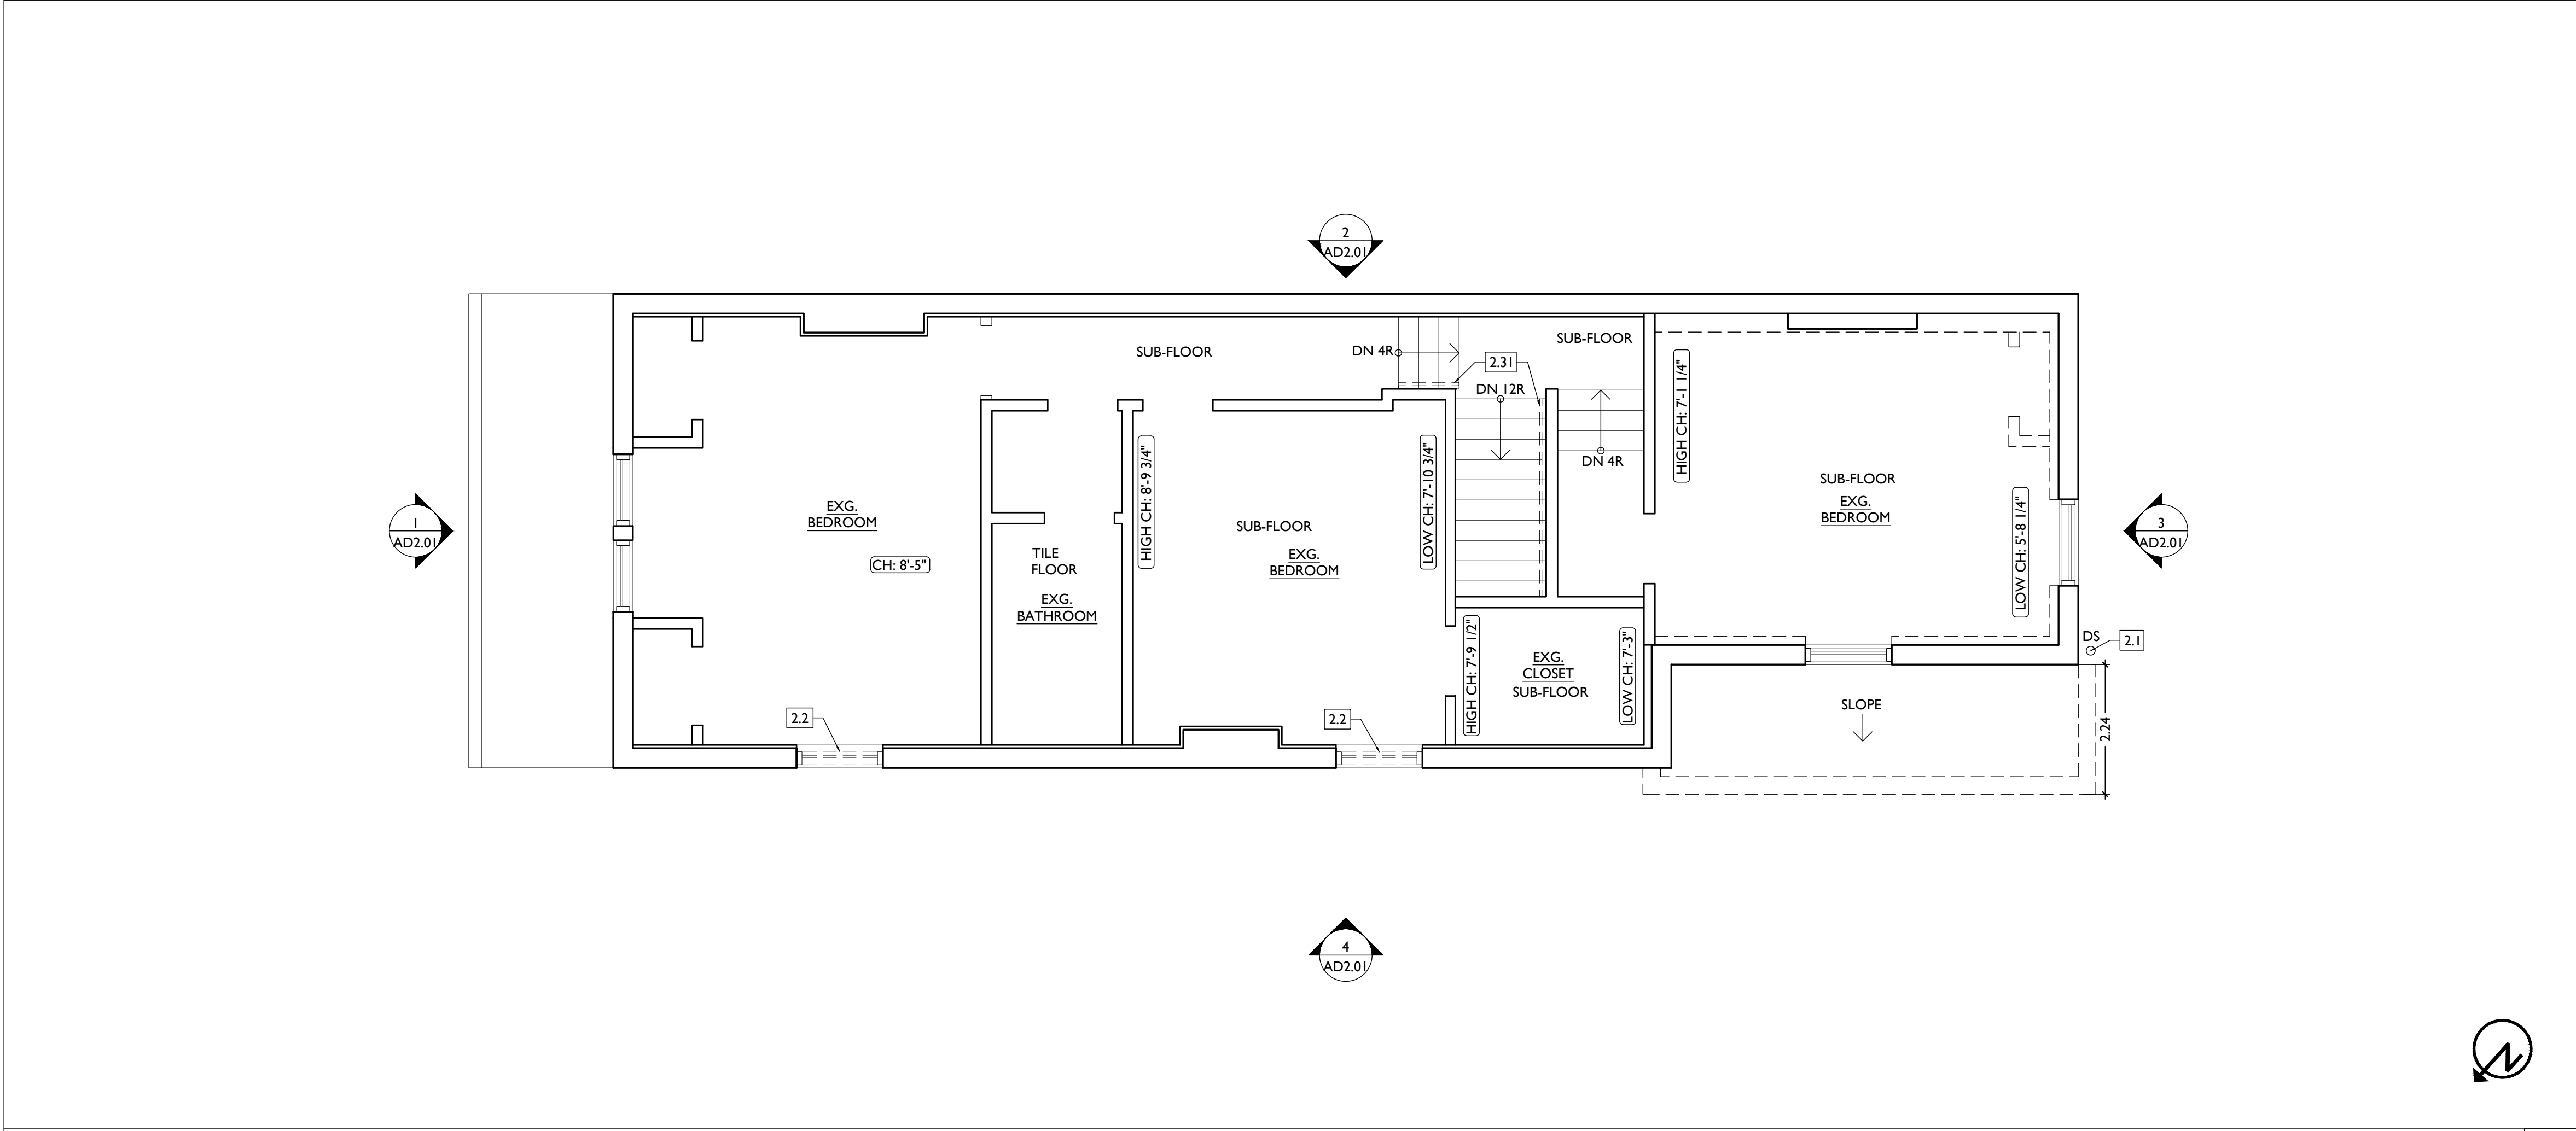 2
AD2.01
SUB-FLOOR
DN 4R
2.31
SUB-FLOOR
DN 12R
DN 4R
HIGH CH: 7'-1 1/4"
HIGH CH: 8'-9 3/4"
LOW CH: 7'-10 3/4"
SUB-FLOOR
EXG.
BEDROOM
LOW CH: 5'-8 1/4"
1
AD2.01
EXG.
BEDROOM
CH: 8'-5"
TILE
FLOOR
EXG.
BATHROOM
SUB-FLOOR
EXG.
BEDROOM
3
AD2.01
HIGH CH: 7'-9 1/2"
EXG.
CLOSET
SUB-FLOOR
LOW CH: 7'-3"
DS
2.1
2.2
2.2
SLOPE
2.24
4
AD2.01
N